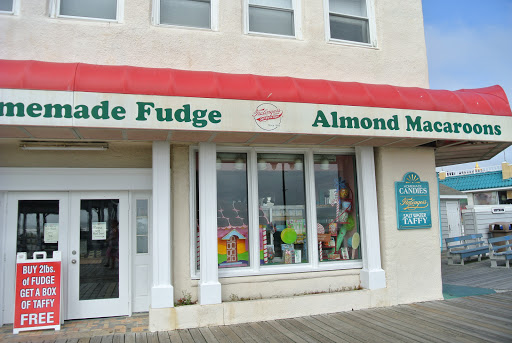 memade Fudge
Almond Macaroons
CANDIES
SALT WATER
TAFFY
BUY 2lbs.
of FUDGE
GET A BOX
OF TAFFY
FREE